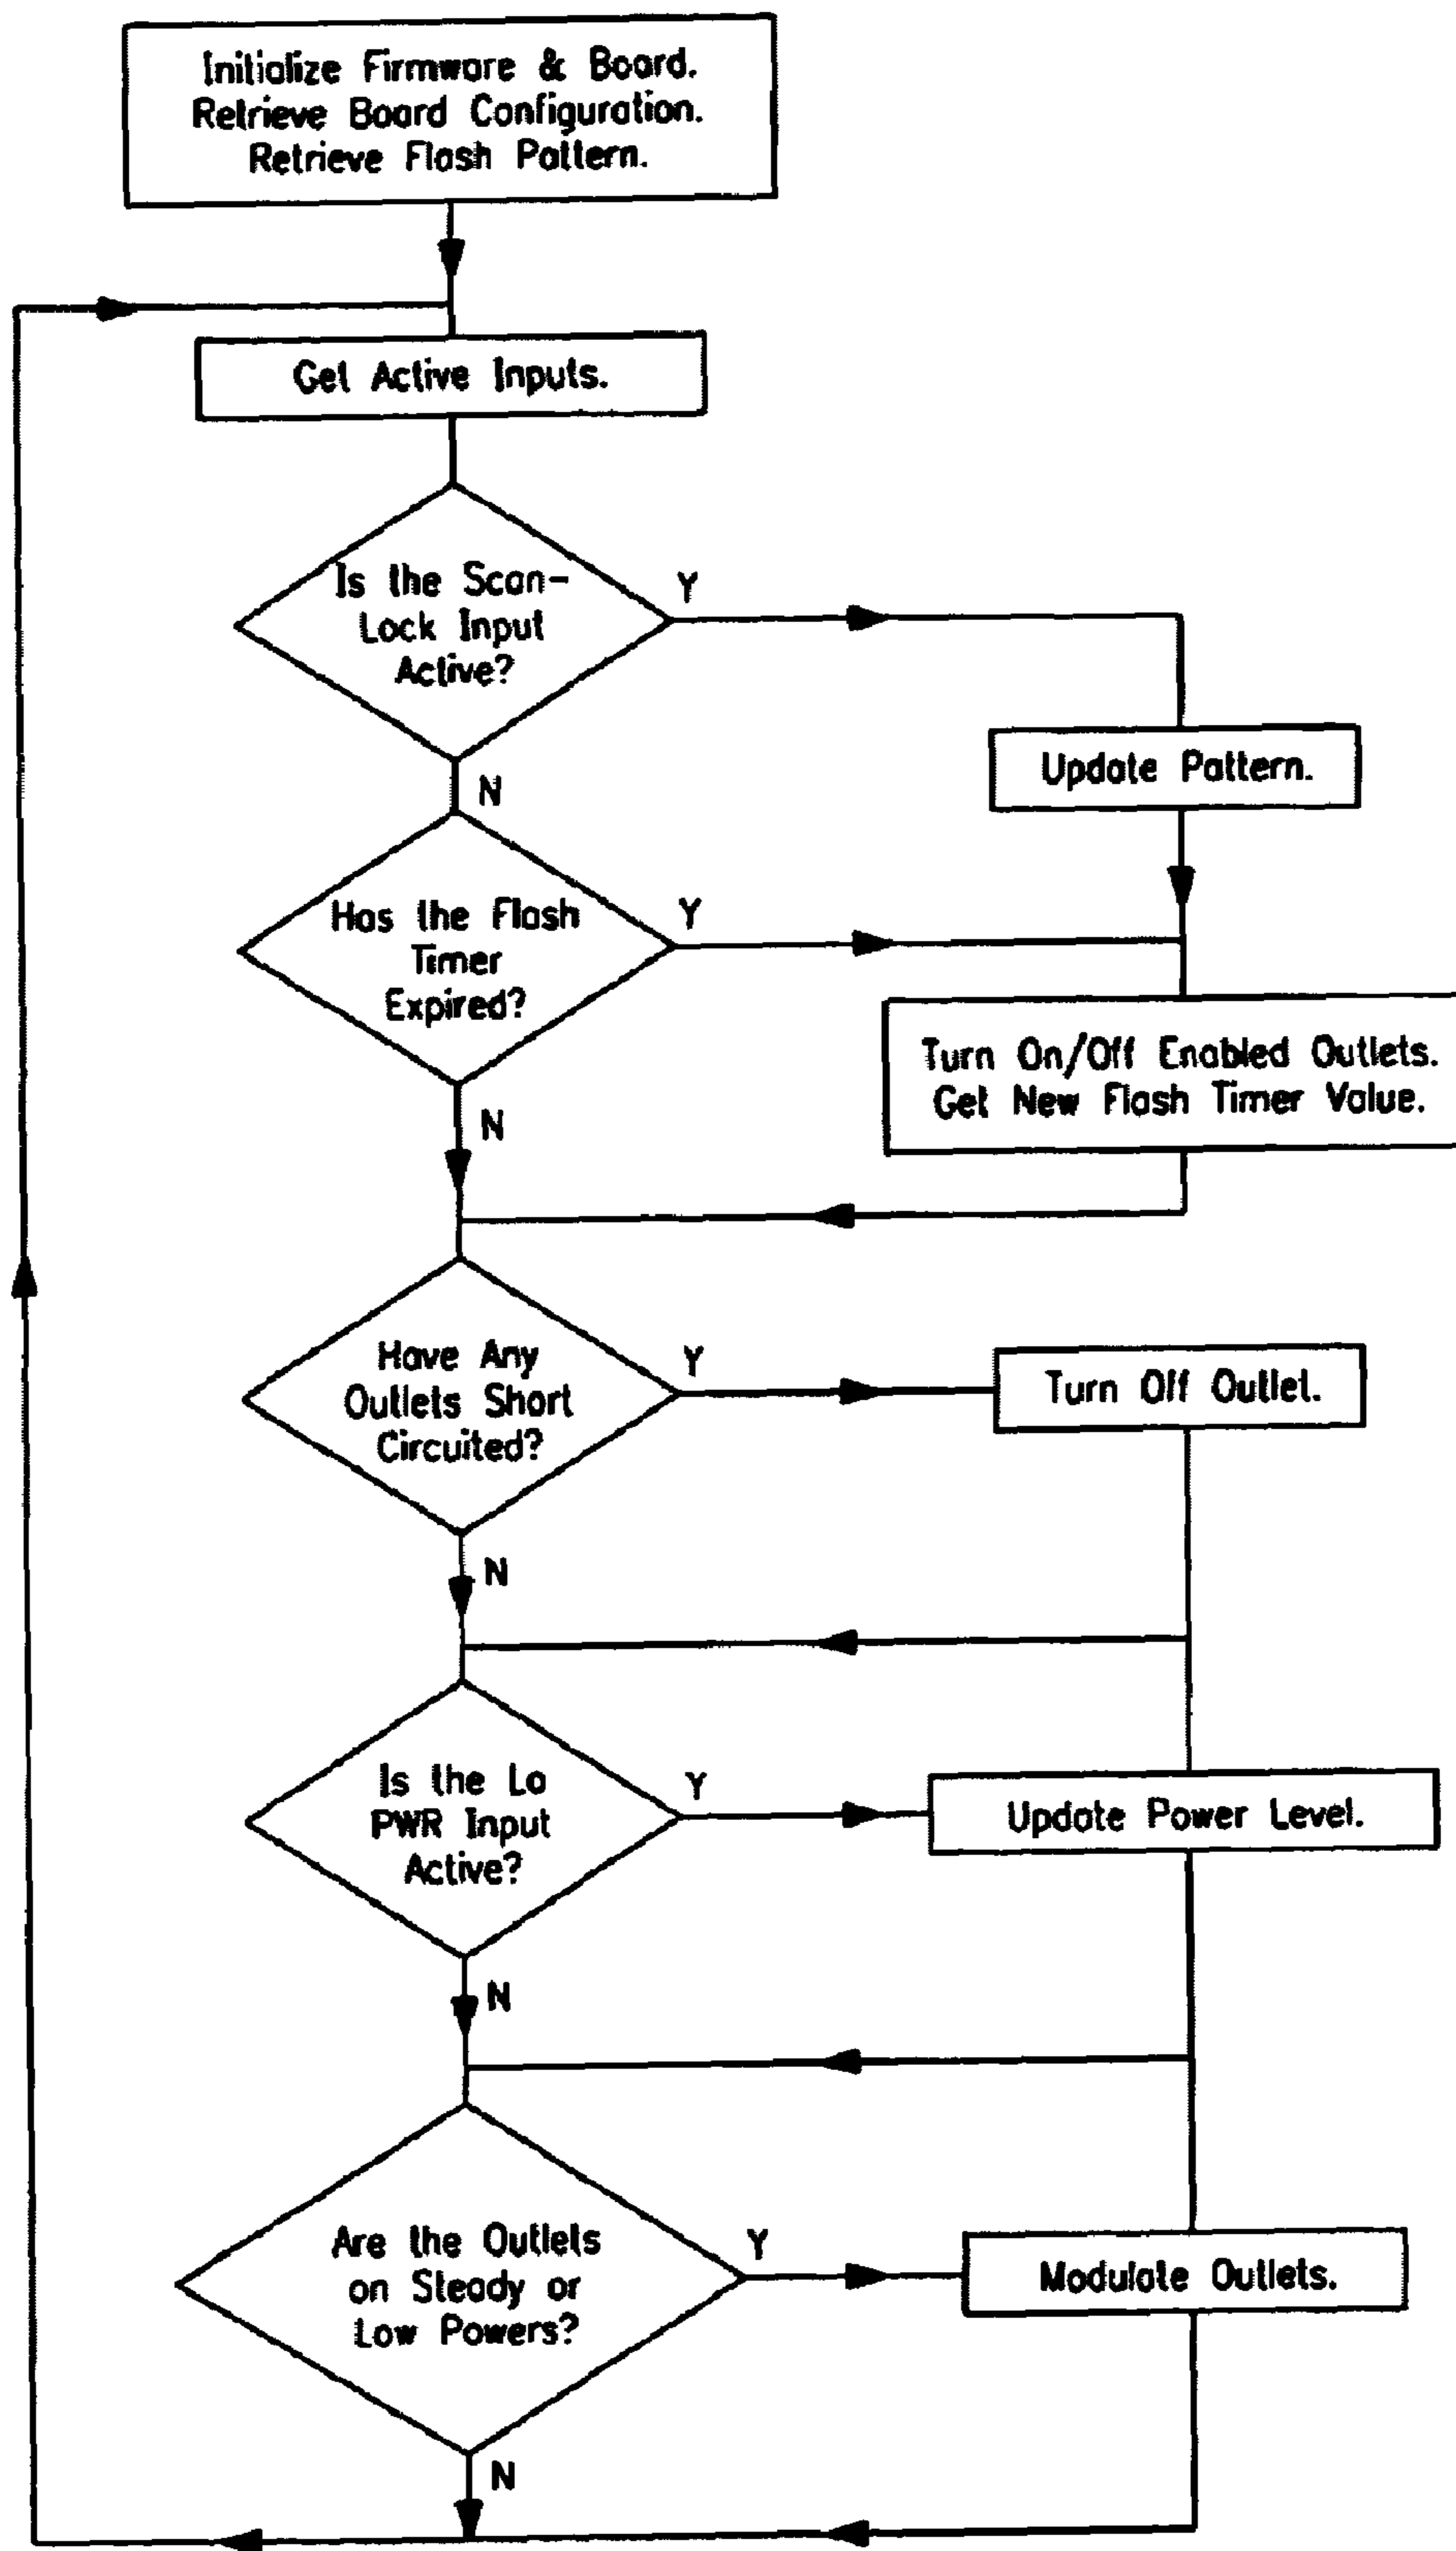 Initialize Firmware & Board.
Retrieve Board Configuration.
Retrieve Flash Pattern.
Get Active Inputs.
Is the Scan-
Lock Input
Active?
Y
Update Pattern.
N
Has the Flash
Timer
Expired?
Y
Turn On/Off Enabled Outlets.
Get New Flash Timer Value.
N
Have Any
Outlets Short
Circuited?
Y
Turn Off Outlet.
N
Is the Lo
PWR Input
Active?
Y
Update Power Level.
N
Are the Outlets
on Steady or
Low Powers?
Y
Modulate Outlets.
N